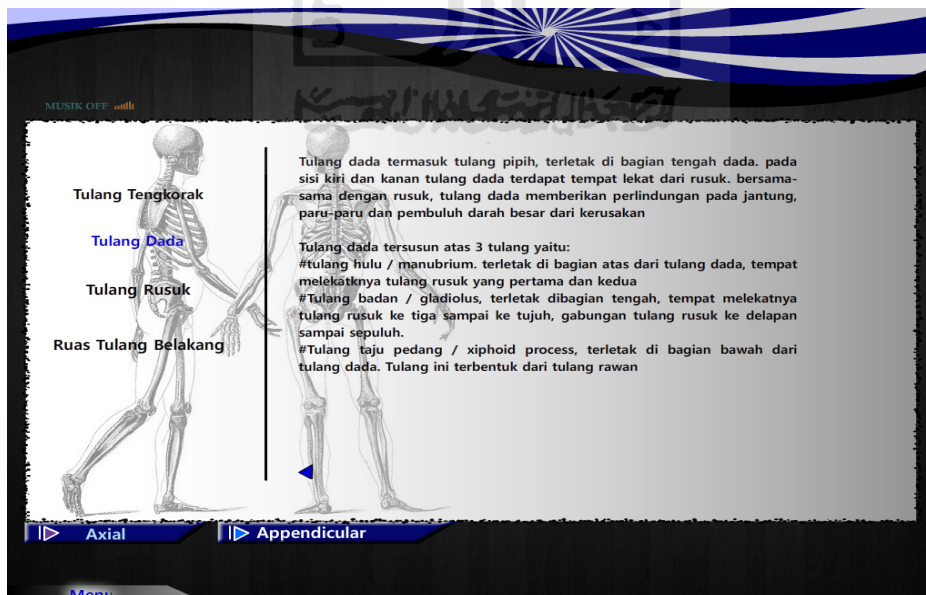 MUSIK OFF
Tulang Tengkorak
Tulang Dada
Tulang Rusuk
Ruas Tulang Belakang
Tulang dada termasuk tulang pipih, terletak di bagian tengah dada. pada
sisi kiri dan kanan tulang dada terdapat tempat lekat dari rusuk. bersama-
sama dengan rusuk, tulang dada memberikan perlindungan pada jantung,
paru-paru dan pembuluh darah besar dari kerusakan
Tulang dada tersusun atas 3 tulang yaitu:
#tulang hulu / manubrium. terletak di bagian atas dari tulang dada, tempat
melekatknya tulang rusuk yang pertama dan kedua
#Tulang badan / gladiolus, terletak dibagian tengah, tempat melekatnya
tulang rusuk ke tiga sampai ke tujuh, gabungan tulang rusuk ke delapan
sampai sepuluh.
#Tulang taju pedang / xiphoid process, terletak di bagian bawah dari
tulang dada. Tulang ini terbentuk dari tulang rawan
Axial
Appendicular
Menu